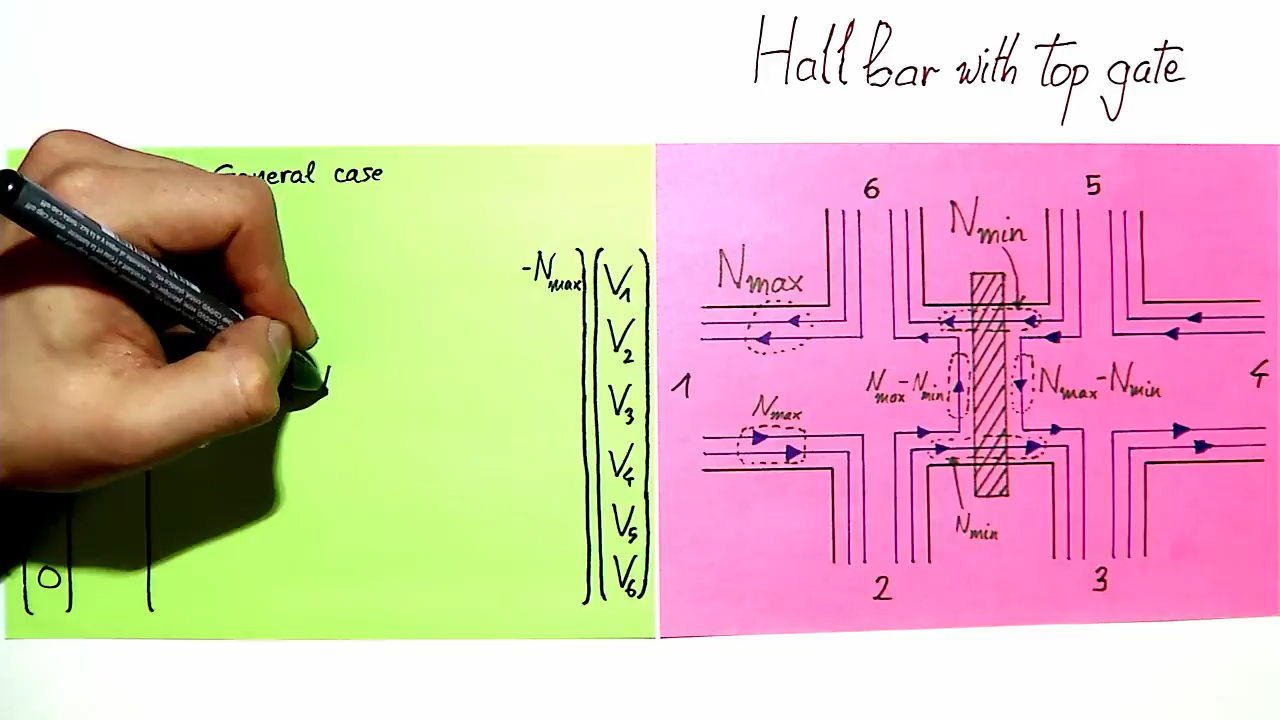 Hall bar with top gate
General case
-Nmax
V1
V2
V3
V4
V5
V6
0
6
5
Nmin
Nmax
1
Nmax-Nmin
Nmax-Nmin
4
Nmax
Nmin
2
3